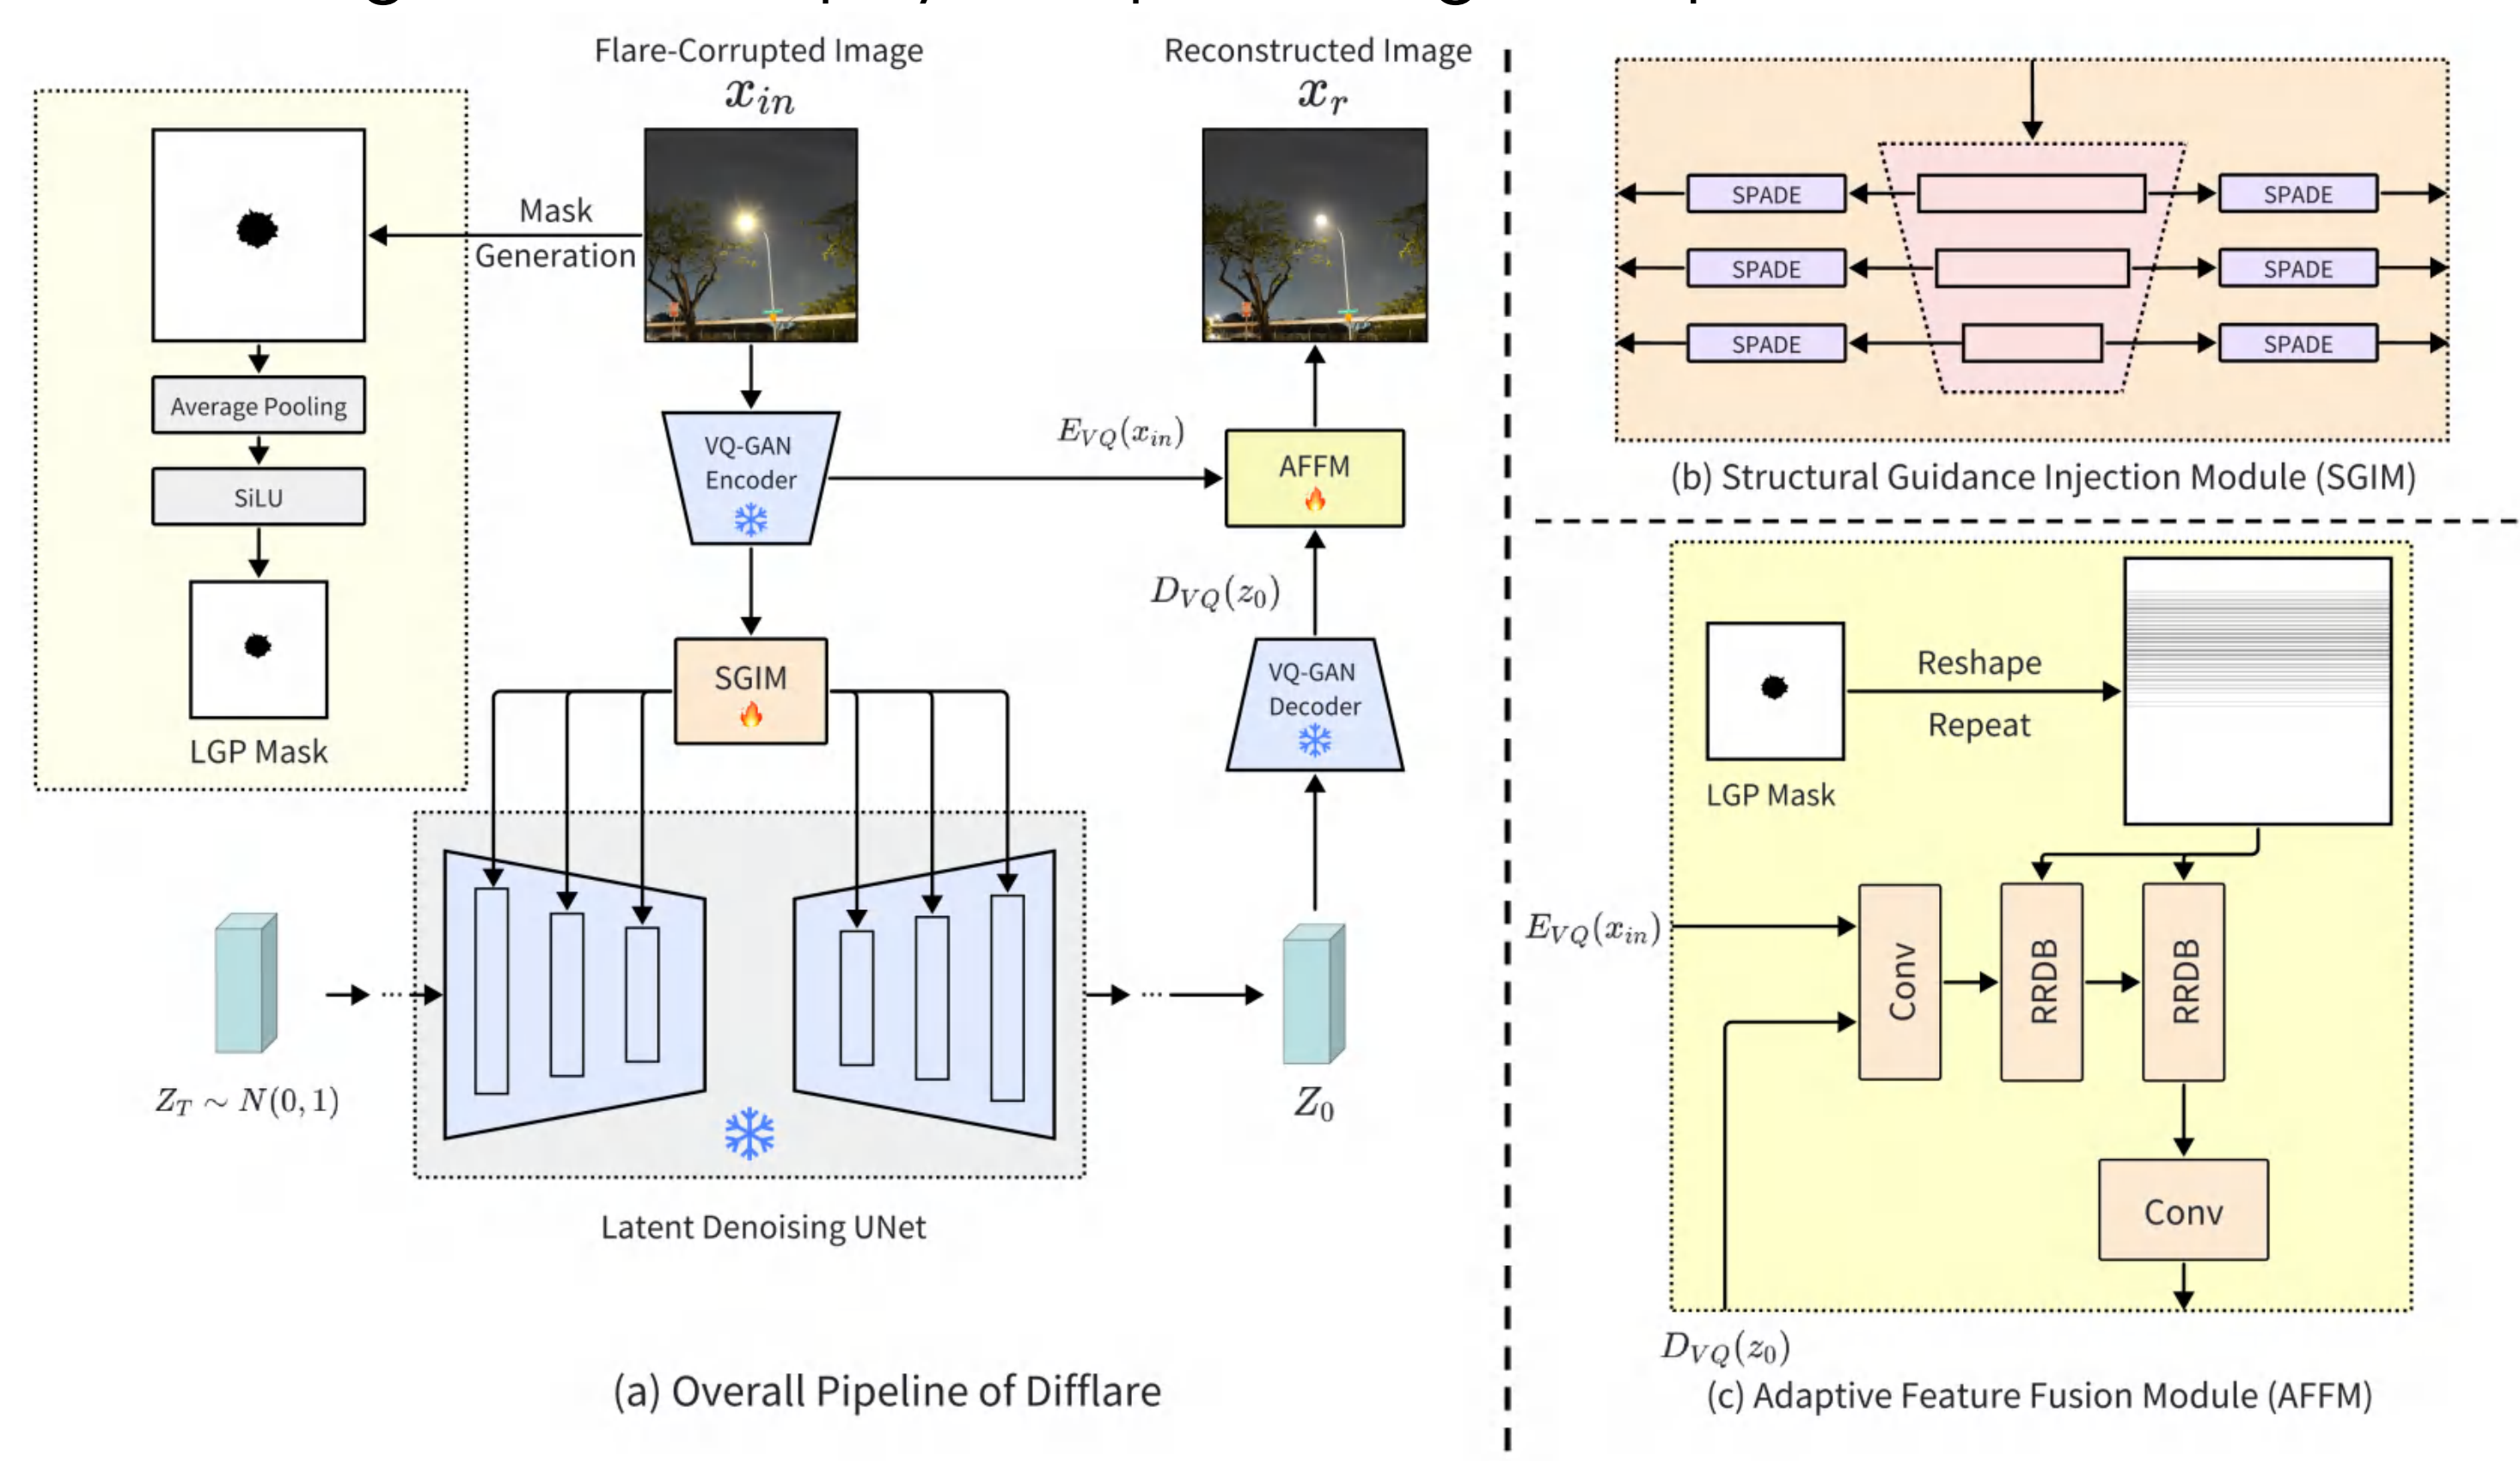 Flare-Corrupted Image
x_in
Reconstructed Image
x_r
Mask
Generation
Average Pooling
SiLU
LGP Mask
VQ-GAN
Encoder
E_VQ(x_in)
AFFM
D_VQ(z_0)
SGIM
VQ-GAN
Decoder
...
...
Z_T ∼ N(0, 1)
Z_0
Latent Denoising UNet
(a) Overall Pipeline of Difflare
SPADE
SPADE
SPADE
SPADE
SPADE
SPADE
(b) Structural Guidance Injection Module (SGIM)
Reshape
Repeat
LGP Mask
E_VQ(x_in)
Conv
RRDB
RRDB
Conv
D_VQ(z_0)
(c) Adaptive Feature Fusion Module (AFFM)